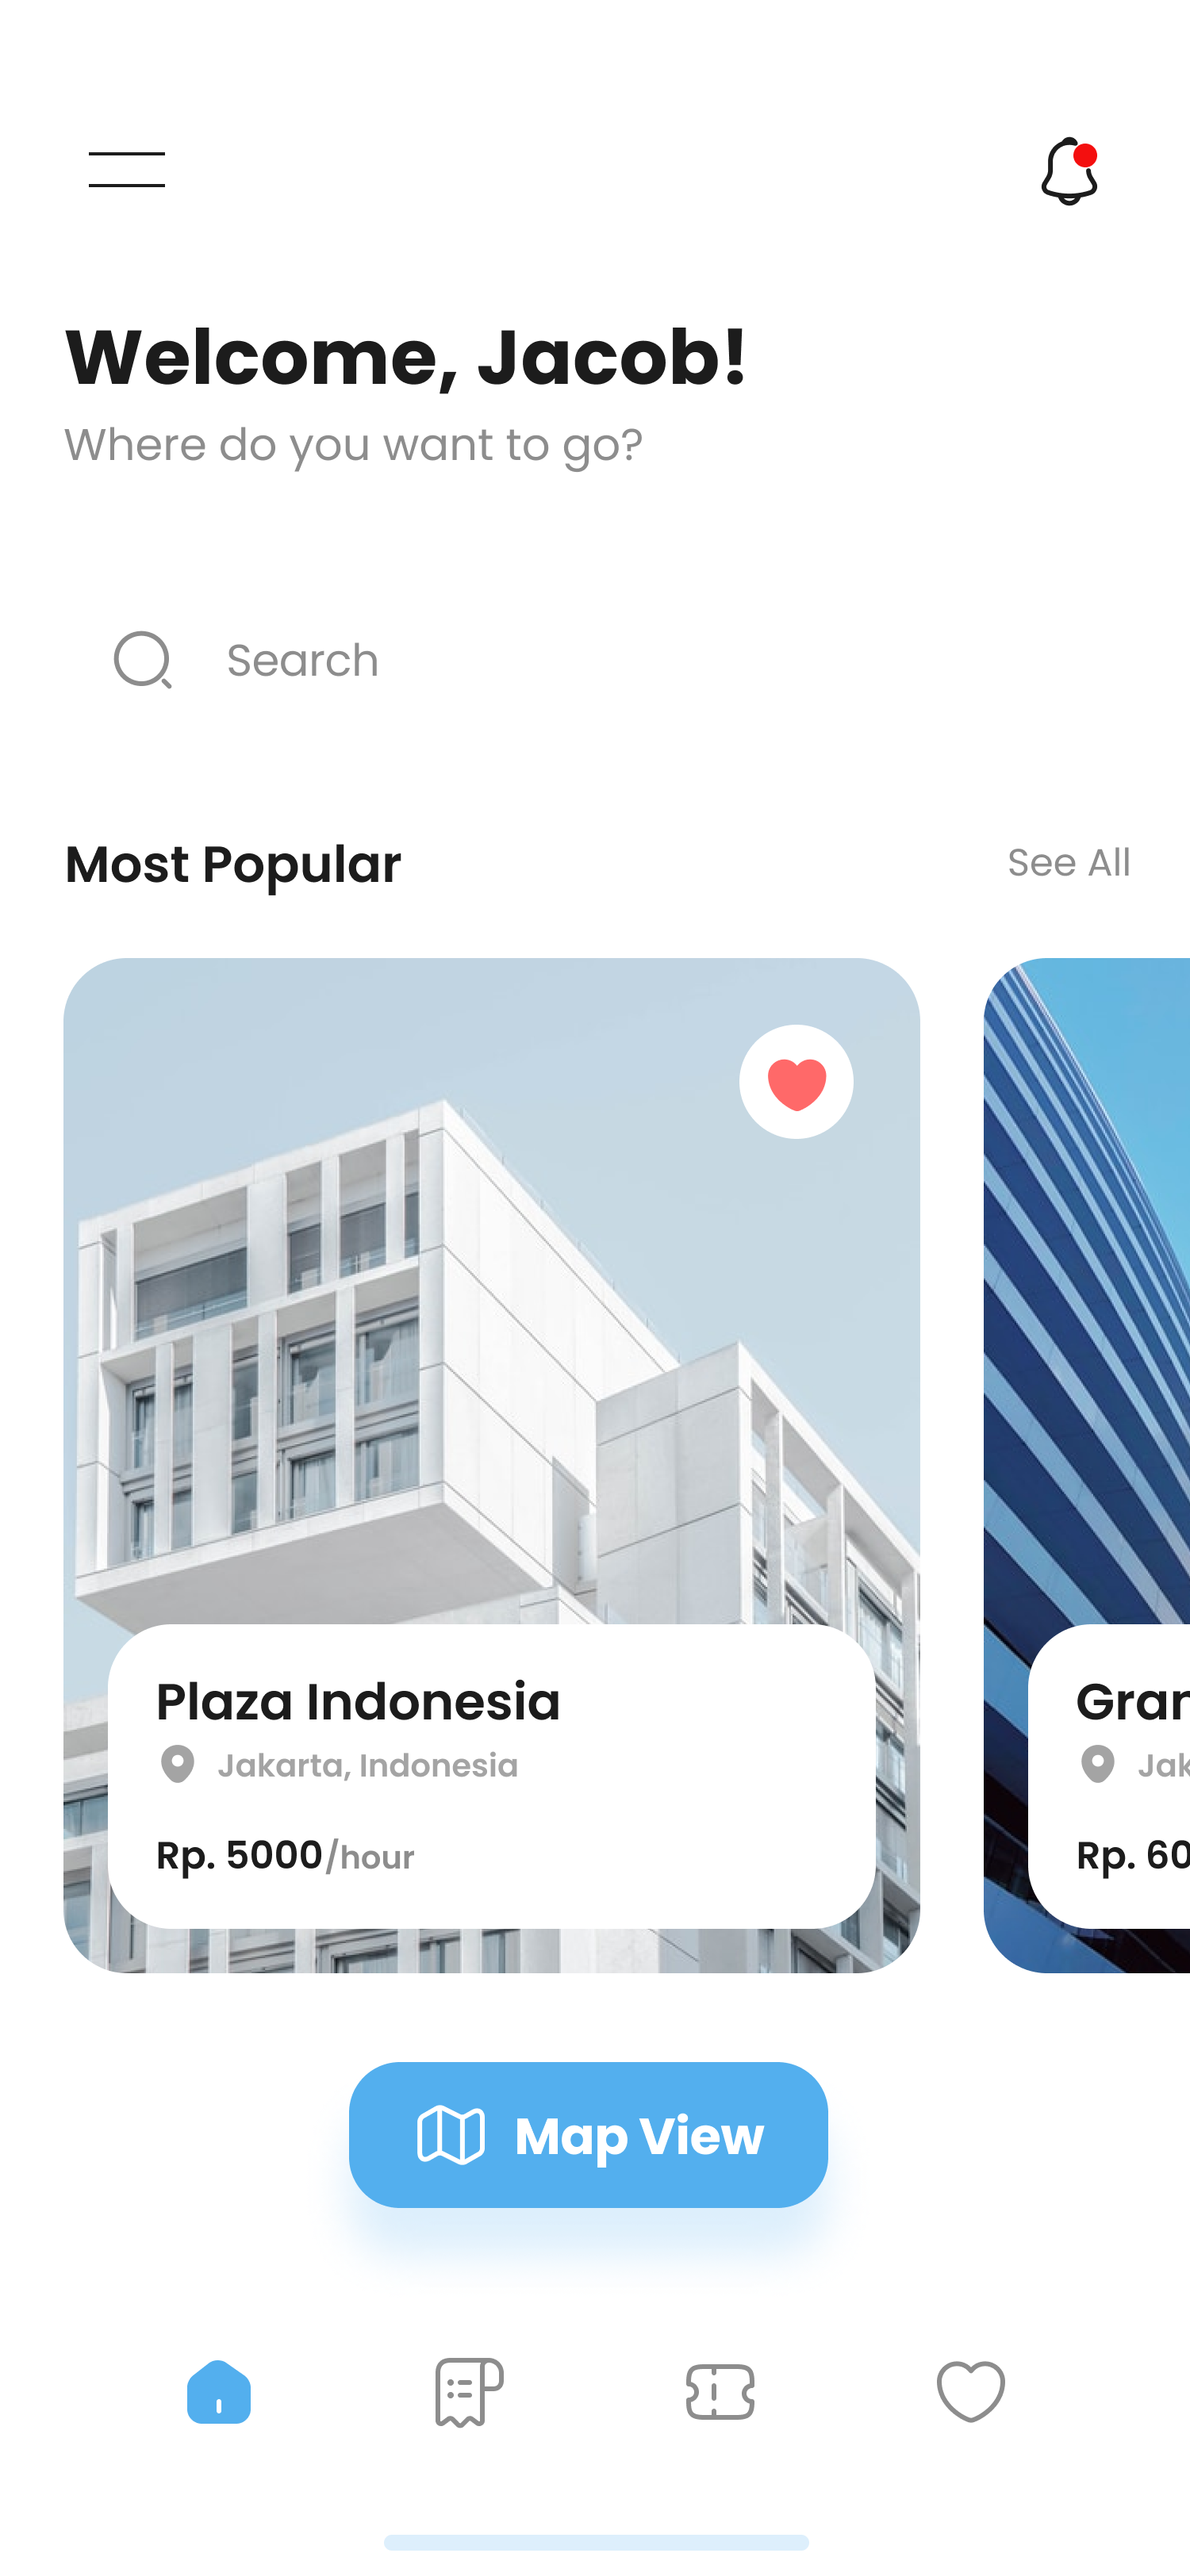 Welcome, Jacob!
Where do you want to go?
Search
Most Popular
See All
Plaza Indonesia
Jakarta, Indonesia
Rp. 5000/hour
Gran
Jak
Rp. 60
Map View